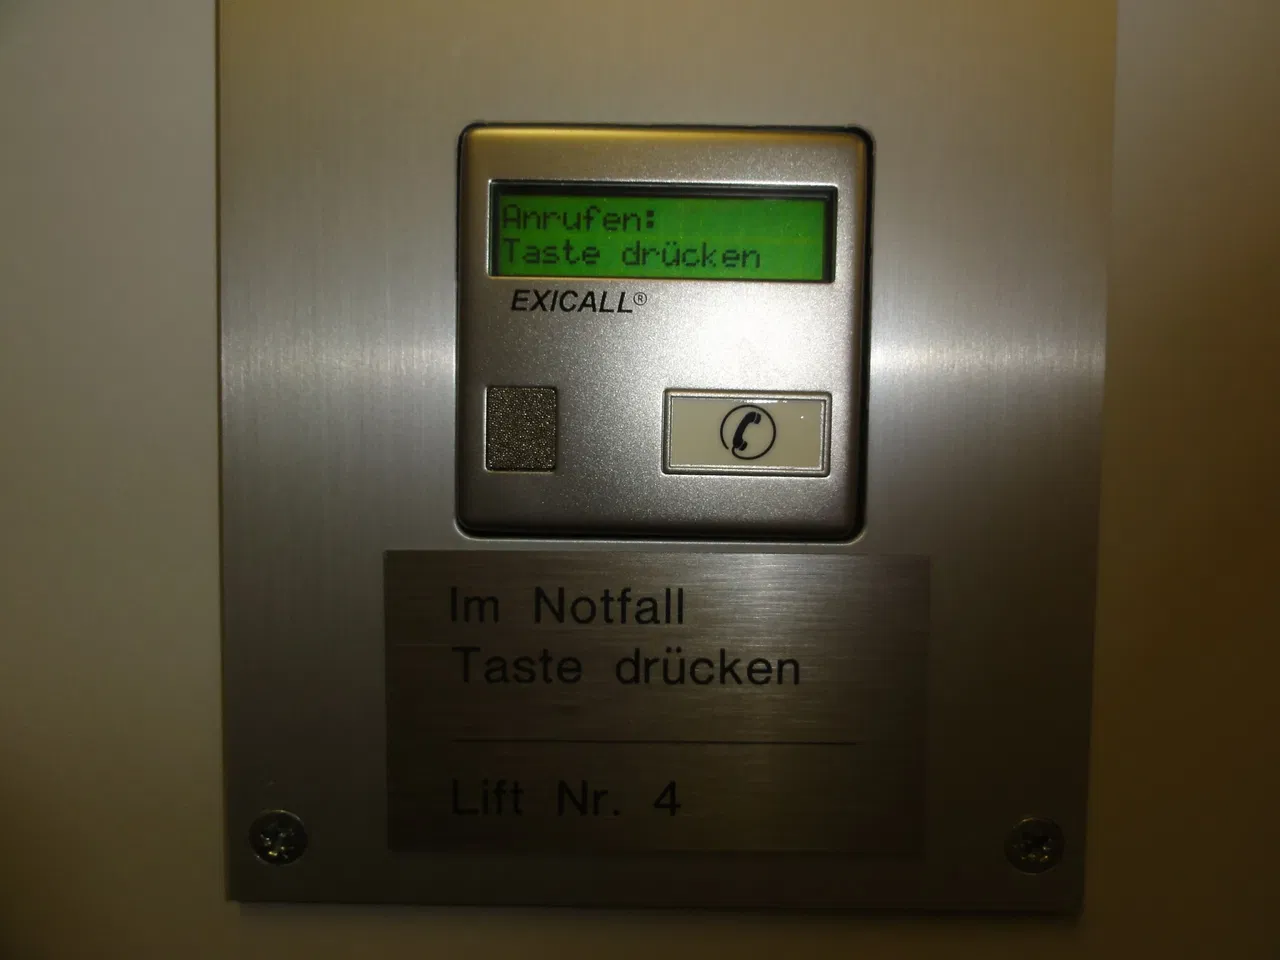 Anrufen:
Taste drücken
EXICALL®
Im Notfall
Taste drücken
Lift Nr. 4